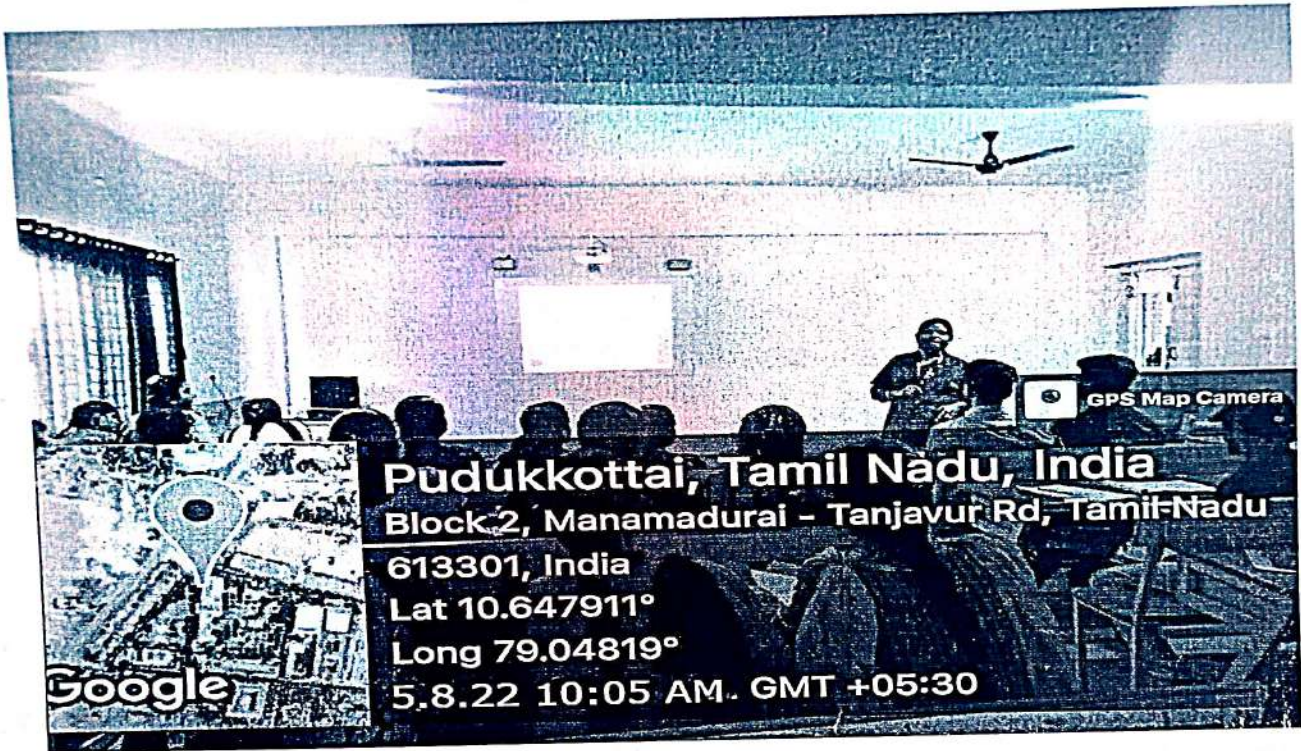 GPS Map Camera
Pudukkottai, Tamil Nadu, India
Block 2, Manamadurai - Tanjavur Rd, Tamil Nadu
613301, India
Lat 10.647911°
Long 79.04819°
5.8.22 10:05 AM. GMT +05:30
Google